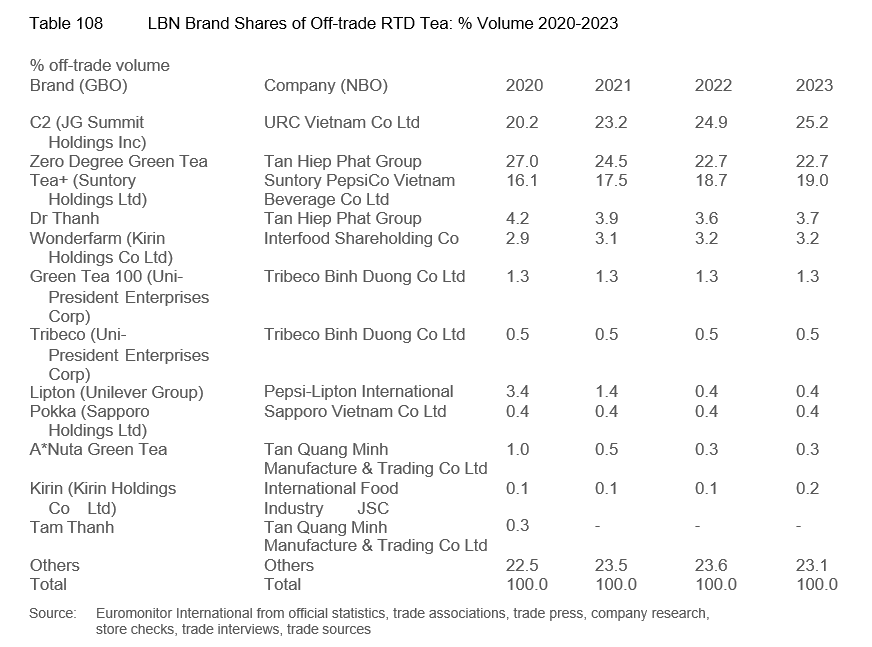 Table 108 LBN Brand Shares of Off-trade RTD Tea: % Volume 2020-2023
% off-trade volume
Brand (GBO) Company (NBO) 2020 2021 2022 2023
C2 (JG Summit URC Vietnam Co Ltd 20.2 23.2 24.9 25.2
Holdings Inc)
Zero Degree Green Tea Tan Hiep Phat Group 27.0 24.5 22.7 22.7
Tea+ (Suntory Suntory PepsiCo Vietnam 16.1 17.5 18.7 19.0
Holdings Ltd) Beverage Co Ltd
Dr Thanh Tan Hiep Phat Group 4.2 3.9 3.6 3.7
Wonderfarm (Kirin Interfood Shareholding Co 2.9 3.1 3.2 3.2
Holdings Co Ltd)
Green Tea 100 (Uni- Tribeco Binh Duong Co Ltd 1.3 1.3 1.3 1.3
President Enterprises
Corp)
Tribeco (Uni- Tribeco Binh Duong Co Ltd 0.5 0.5 0.5 0.5
President Enterprises
Corp)
Lipton (Unilever Group) Pepsi-Lipton International 3.4 1.4 0.4 0.4
Pokka (Sapporo Sapporo Vietnam Co Ltd 0.4 0.4 0.4 0.4
Holdings Ltd)
A*Nuta Green Tea Tan Quang Minh 1.0 0.5 0.3 0.3
Manufacture & Trading Co Ltd
Kirin (Kirin Holdings International Food 0.1 0.1 0.1 0.2
Co Ltd) Industry JSC
Tam Thanh Tan Quang Minh 0.3 - - -
Manufacture & Trading Co Ltd
Others Others 22.5 23.5 23.6 23.1
Total Total 100.0 100.0 100.0 100.0
Source: Euromonitor International from official statistics, trade associations, trade press, company research,
store checks, trade interviews, trade sources